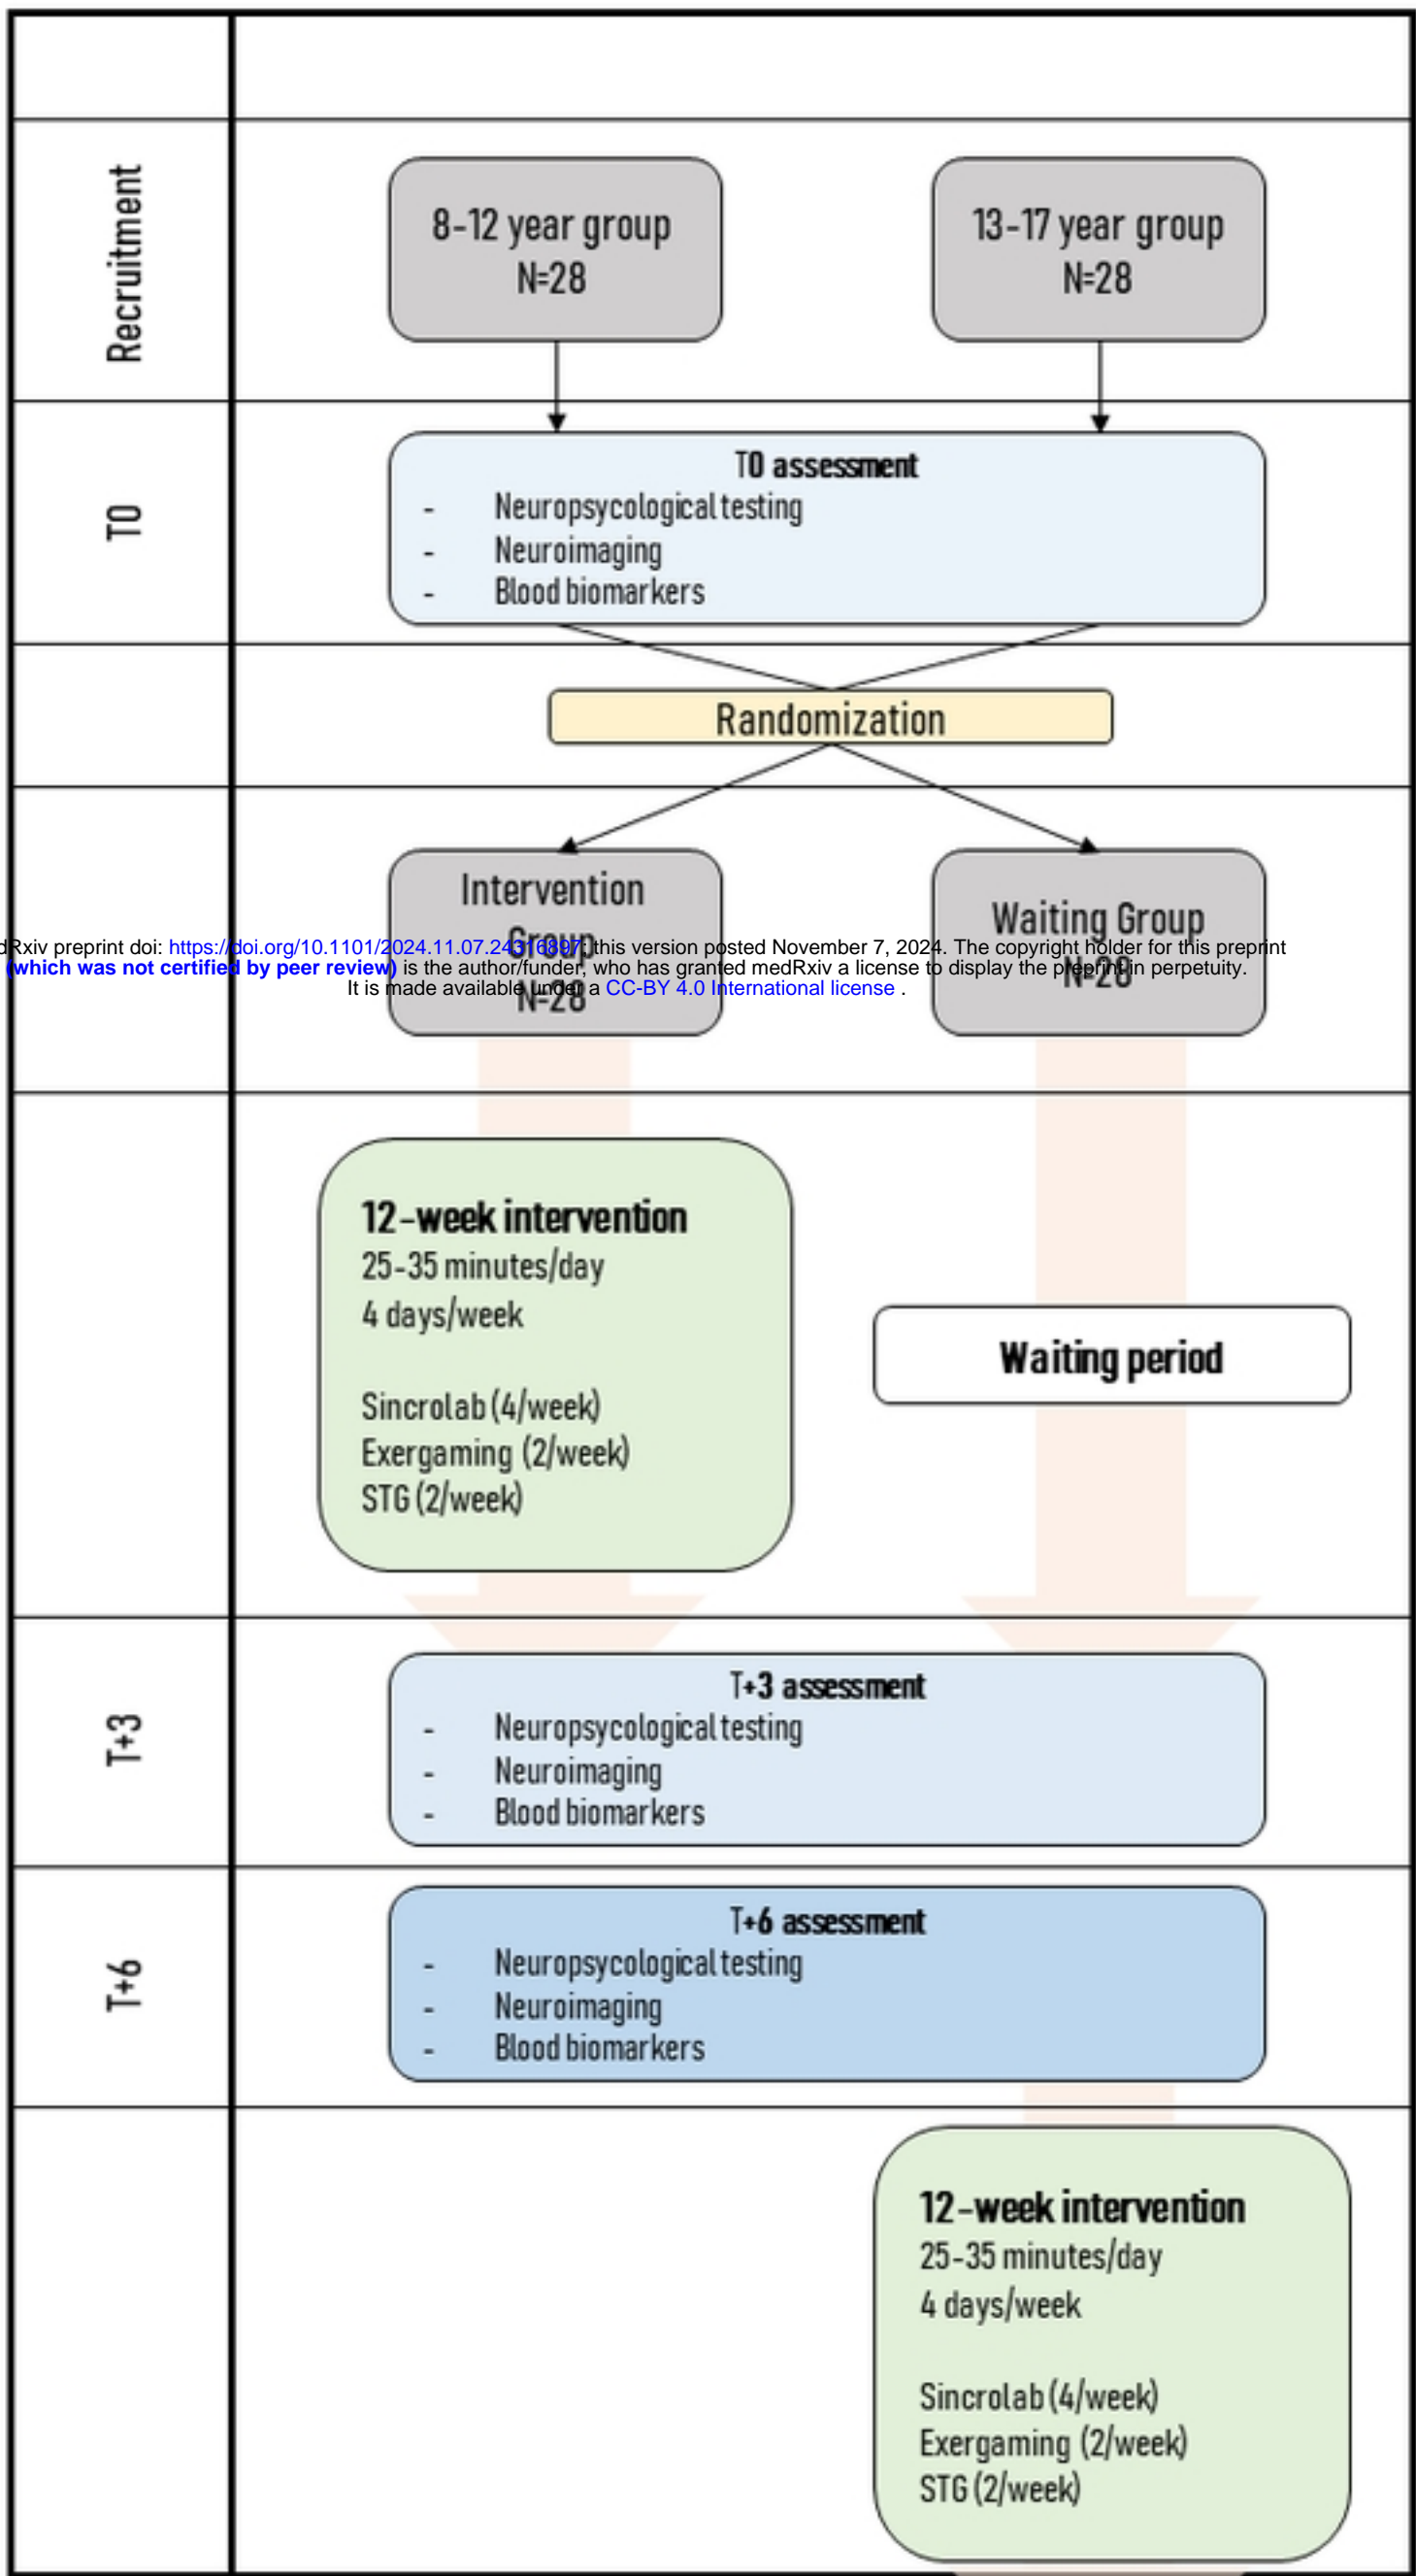 Recruitment
8-12 year group
N=28
13-17 year group
N=28
T0
T0 assessment
- Neuropsycological testing
- Neuroimaging
- Blood biomarkers
Randomization
Intervention
Group
N=28
Waiting Group
N=28
dRxiv preprint doi: https://doi.org/10.1101/2024.11.07.24316897; this version posted November 7, 2024. The copyright holder for this preprint
(which was not certified by peer review) is the author/funder, who has granted medRxiv a license to display the preprint in perpetuity.
It is made available under a CC-BY 4.0 International license .
12-week intervention
25-35 minutes/day
4 days/week
Sincrolab (4/week)
Exergaming (2/week)
STG (2/week)
Waiting period
T+3
T+3 assessment
- Neuropsycological testing
- Neuroimaging
- Blood biomarkers
T+6
T+6 assessment
- Neuropsycological testing
- Neuroimaging
- Blood biomarkers
12-week intervention
25-35 minutes/day
4 days/week
Sincrolab (4/week)
Exergaming (2/week)
STG (2/week)